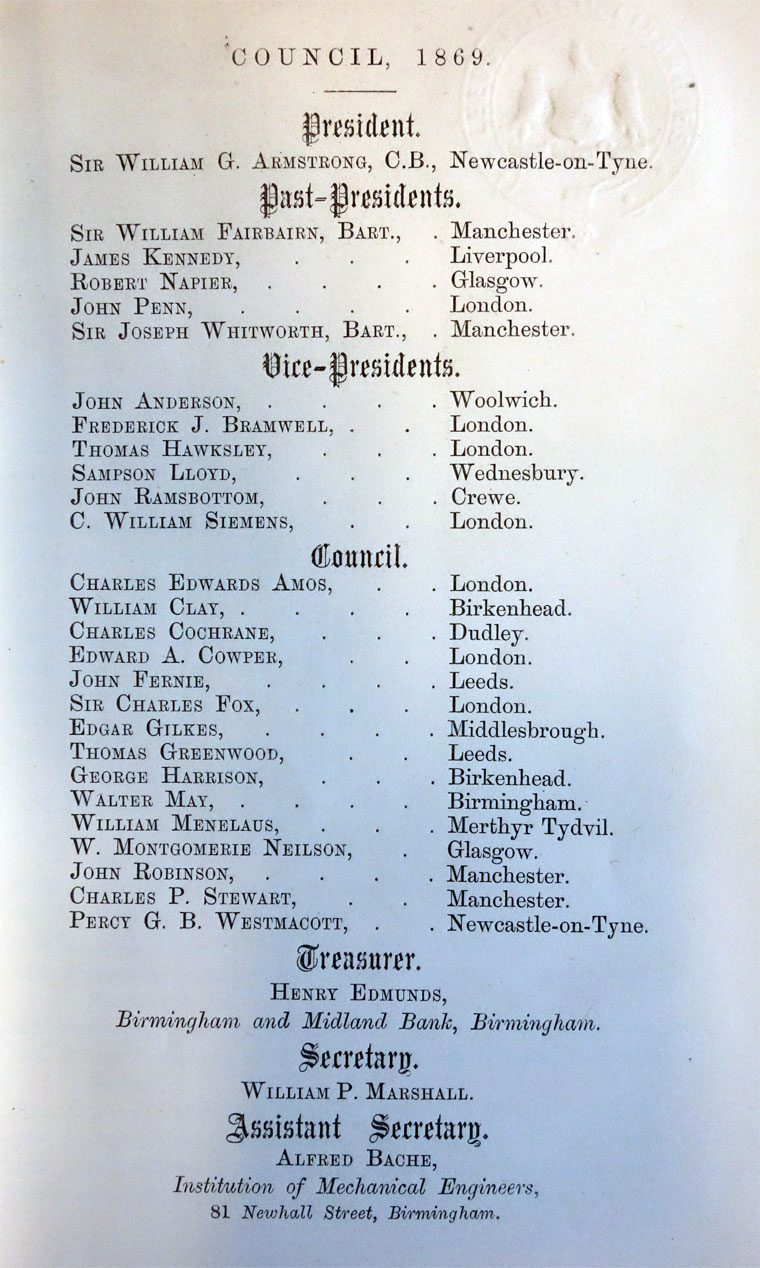 COUNCIL, 1869.
President.
SIR WILLIAM G. ARMSTRONG, C.B., Newcastle-on-Tyne.
Past-Presidents.
SIR WILLIAM FAIRBAIRN, BART., . Manchester.
JAMES KENNEDY, . . . Liverpool.
ROBERT NAPIER, . . . . Glasgow.
JOHN PENN, . . . . London.
SIR JOSEPH WHITWORTH, BART., . Manchester.
Vice-Presidents.
JOHN ANDERSON, . . . . Woolwich.
FREDERICK J. BRAMWELL, . . London.
THOMAS HAWKSLEY, . . . London.
SAMPSON LLOYD, . . . Wednesbury.
JOHN RAMSBOTTOM, . . . Crewe.
C. WILLIAM SIEMENS, . . London.
Council.
CHARLES EDWARDS AMOS, . . London.
WILLIAM CLAY, . . . . Birkenhead.
CHARLES COCHRANE, . . . Dudley.
EDWARD A. COWPER, . . London.
JOHN FERNIE, . . . . Leeds.
SIR CHARLES FOX, . . . London.
EDGAR GILKES, . . . . Middlesbrough.
THOMAS GREENWOOD, . . Leeds.
GEORGE HARRISON, . . . Birkenhead.
WALTER MAY, . . . . Birmingham.
WILLIAM MENELAUS, . . . Merthyr Tydvil.
W. MONTGOMERIE NEILSON, . Glasgow.
JOHN ROBINSON, . . . . Manchester.
CHARLES P. STEWART, . . Manchester.
PERCY G. B. WESTMACOTT, . . Newcastle-on-Tyne.
Treasurer.
HENRY EDMUNDS,
Birmingham and Midland Bank, Birmingham.
Secretary.
WILLIAM P. MARSHALL.
Assistant Secretary.
ALFRED BACHE,
Institution of Mechanical Engineers,
81 Newhall Street, Birmingham.